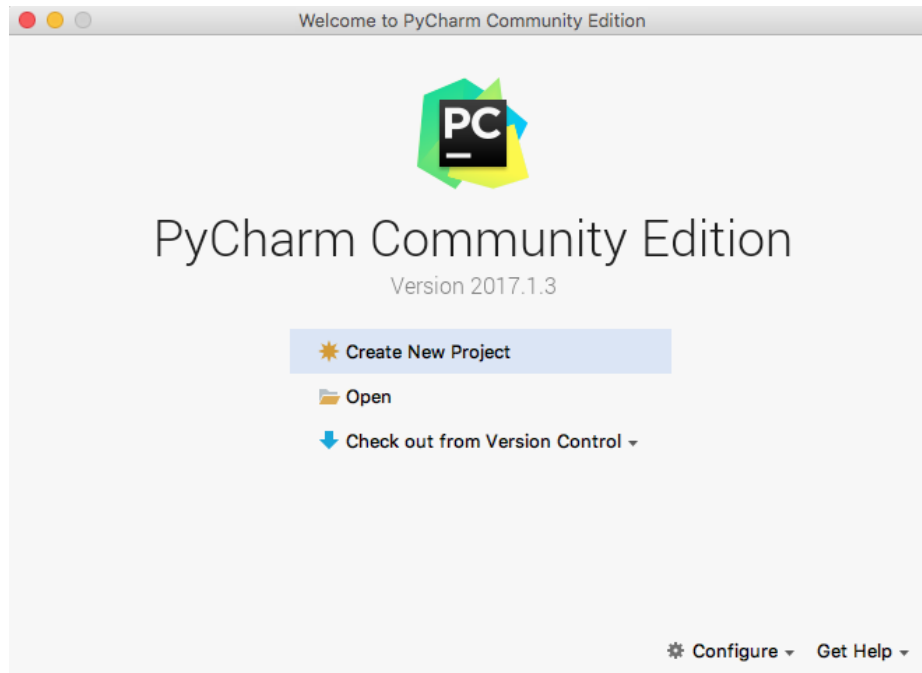 Welcome to PyCharm Community Edition
PC
PyCharm Community Edition
Version 2017.1.3
Create New Project
Open
Check out from Version Control
Configure Get Help